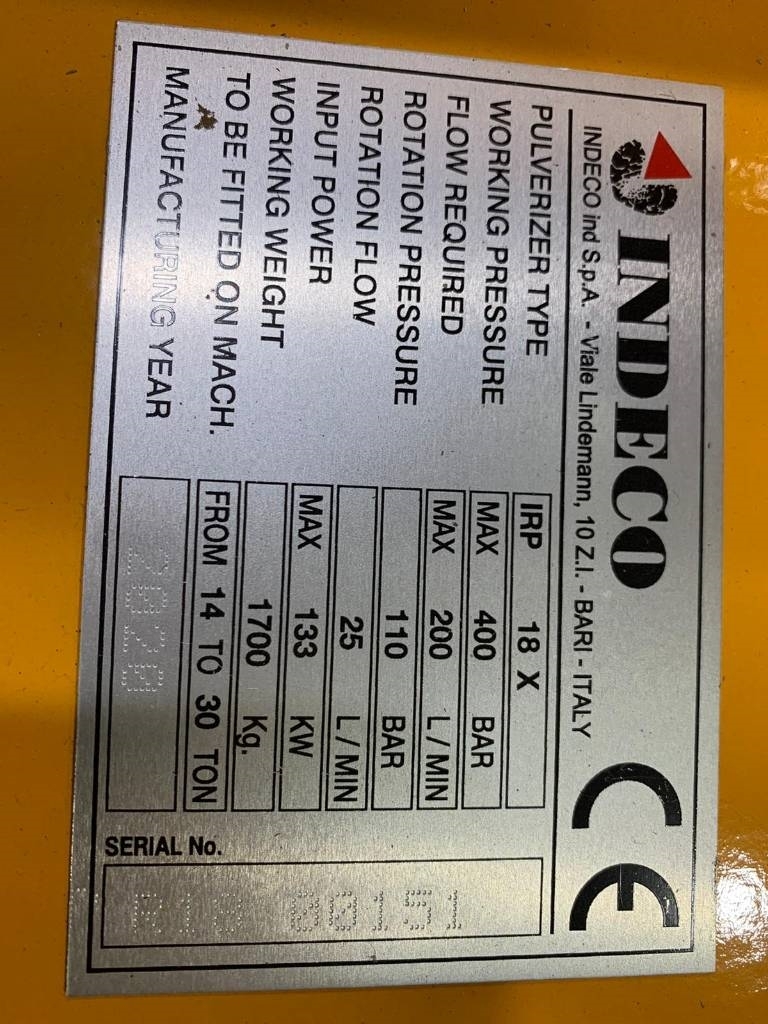 INDECO
INDECO ind S.p.A. - Viale Lindemann, 10 Z.I. - BARI - ITALY
CE
PULVERIZER TYPE IRP 18 X
WORKING PRESSURE MAX 400 BAR
FLOW REQUIRED MAX 200 L/MIN
ROTATION PRESSURE 110 BAR
ROTATION FLOW 25 L/MIN
INPUT POWER MAX 133 KW
WORKING WEIGHT 1700 Kg.
TO BE FITTED ON MACH. FROM 14 TO 30 TON
MANUFACTURING YEAR 2020
SERIAL No.